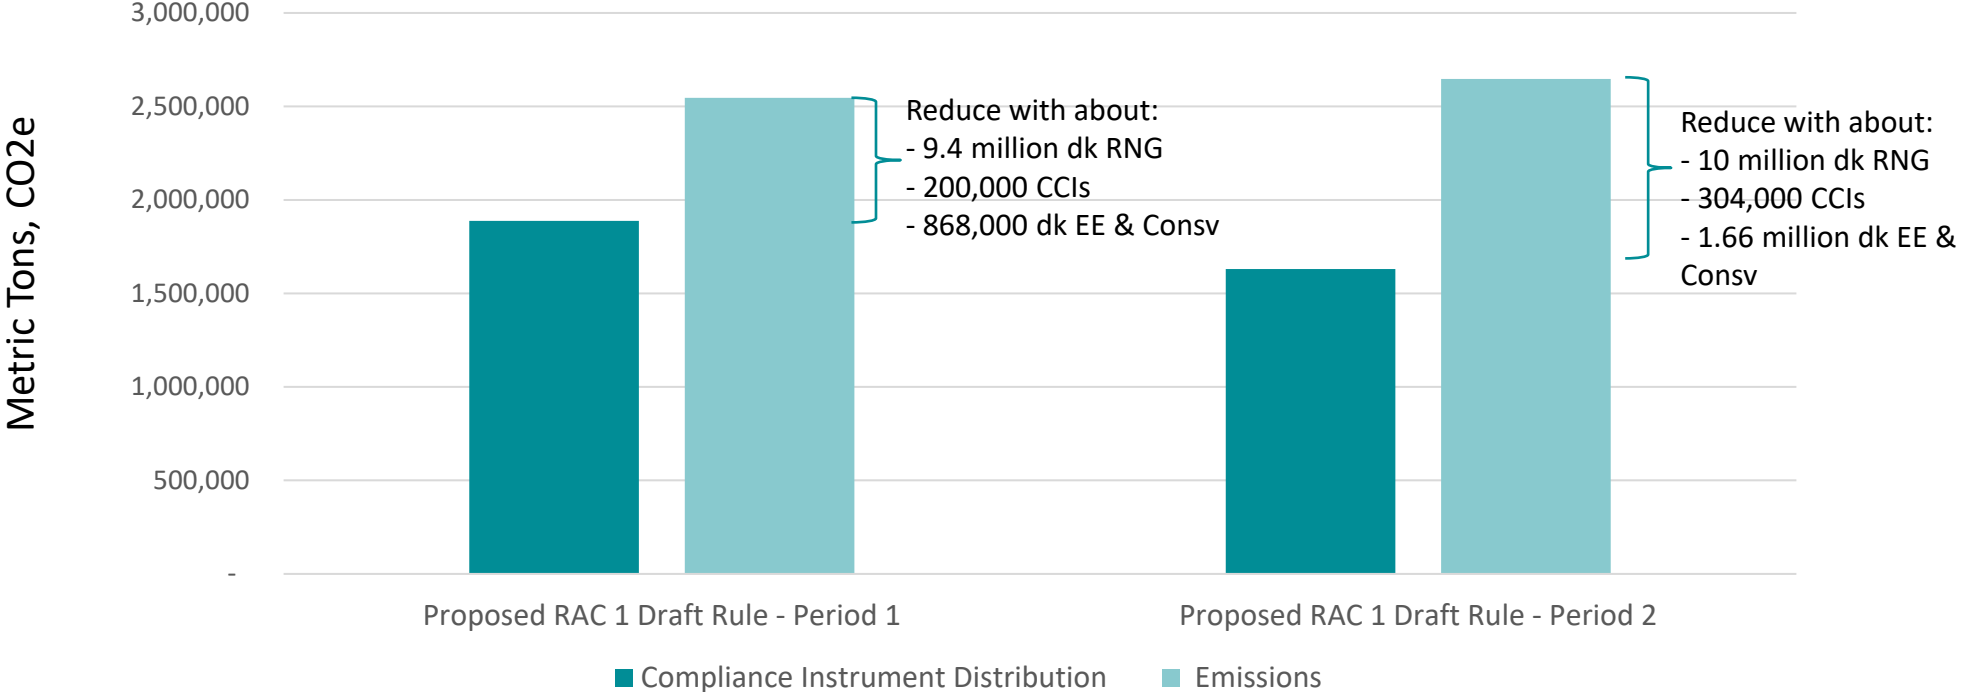 Metric Tons, CO2e
3,000,000
2,500,000
2,000,000
1,500,000
1,000,000
500,000
-
Reduce with about:
- 9.4 million dk RNG
- 200,000 CCIs
- 868,000 dk EE & Consv
Reduce with about:
- 10 million dk RNG
- 304,000 CCIs
- 1.66 million dk EE &
Consv
Proposed RAC 1 Draft Rule - Period 1
Proposed RAC 1 Draft Rule - Period 2
Compliance Instrument Distribution
Emissions